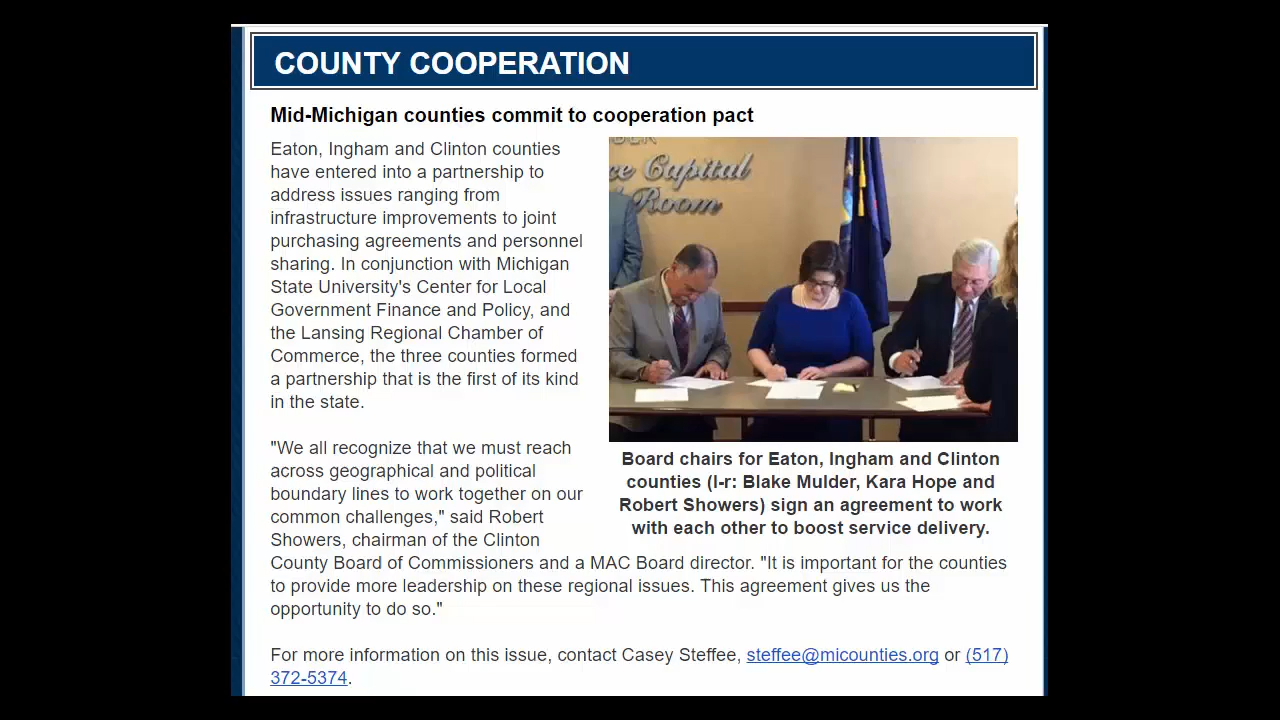 COUNTY COOPERATION
Mid-Michigan counties commit to cooperation pact
Eaton, Ingham and Clinton counties
have entered into a partnership to
address issues ranging from
infrastructure improvements to joint
purchasing agreements and personnel
sharing. In conjunction with Michigan
State University's Center for Local
Government Finance and Policy, and
the Lansing Regional Chamber of
Commerce, the three counties formed
a partnership that is the first of its kind
in the state.
"We all recognize that we must reach
across geographical and political
boundary lines to work together on our
common challenges," said Robert
Showers, chairman of the Clinton
County Board of Commissioners and a MAC Board director. "It is important for the counties
to provide more leadership on these regional issues. This agreement gives us the
opportunity to do so."
Capital
Room
Board chairs for Eaton, Ingham and Clinton
counties (l-r: Blake Mulder, Kara Hope and
Robert Showers) sign an agreement to work
with each other to boost service delivery.
For more information on this issue, contact Casey Steffee, steffee@micounties.org or (517)
372-5374.